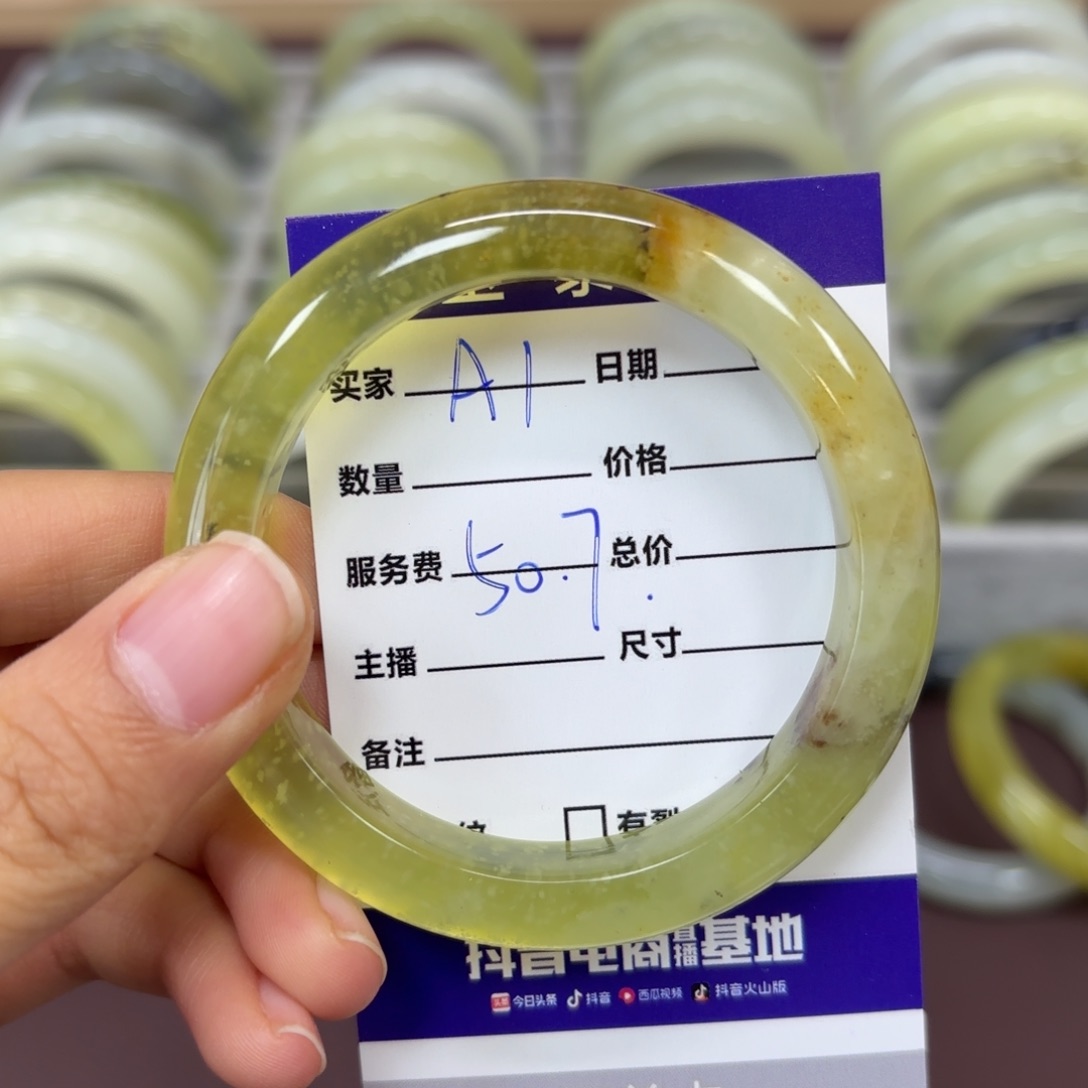 买家 A1 日期
数量 价格
服务费 50.7 总价
主播 尺寸
备注
有
抖音电商直播基地
今日头条 抖音 西瓜视频 抖音火山版